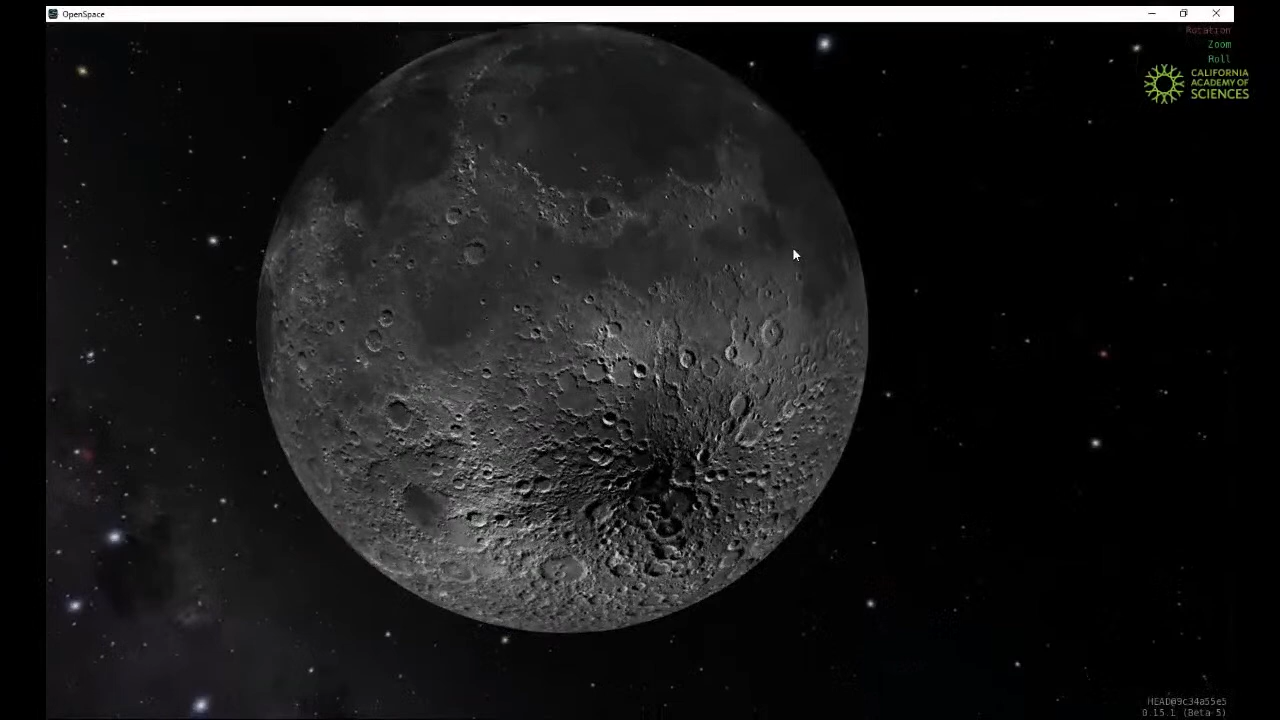 OpenSpace
Rotation
Zoom
Roll
CALIFORNIA
ACADEMY OF
SCIENCES
HEAD@9c34a55e5
0.15.1 (Beta-5)